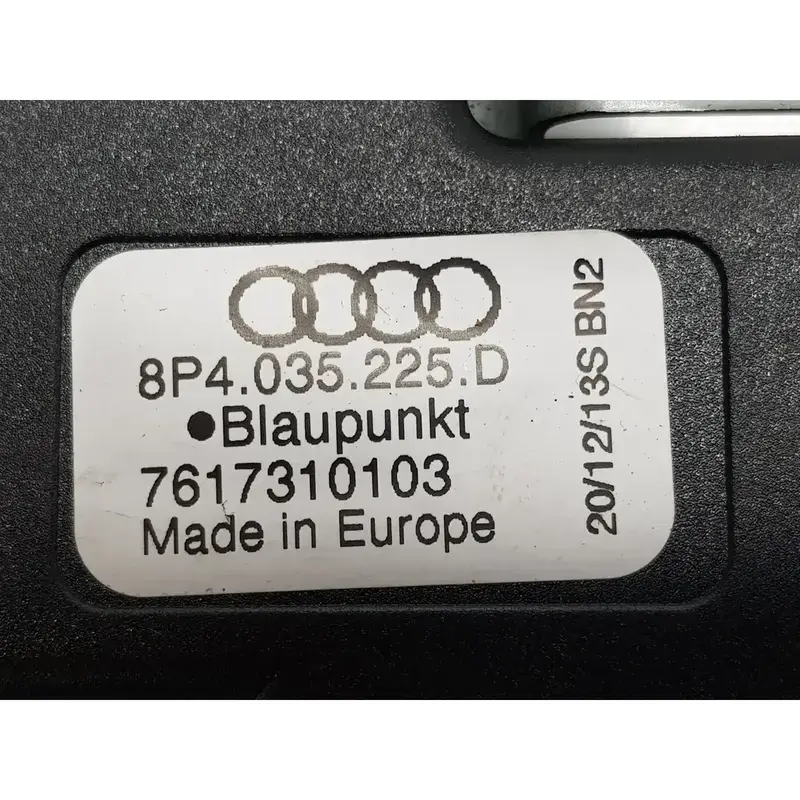 8P4.035.225.D
●Blaupunkt
7617310103
Made in Europe
20/12/13S BN2